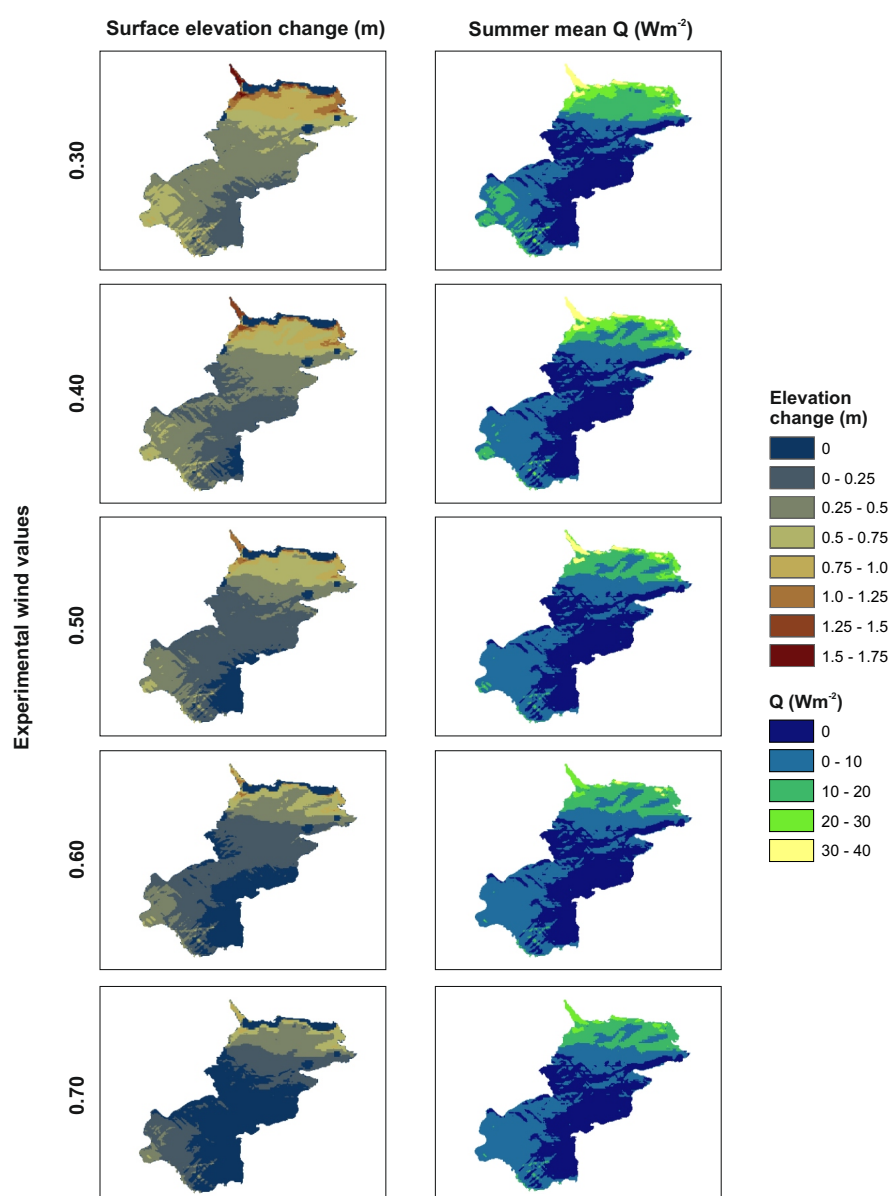 Surface elevation change (m)
Summer mean Q (Wm⁻²)
Experimental wind values
0.30
0.40
0.50
0.60
0.70
Elevation
change (m)
0
0 - 0.25
0.25 - 0.5
0.5 - 0.75
0.75 - 1.0
1.0 - 1.25
1.25 - 1.5
1.5 - 1.75
Q (Wm⁻²)
0
0 - 10
10 - 20
20 - 30
30 - 40